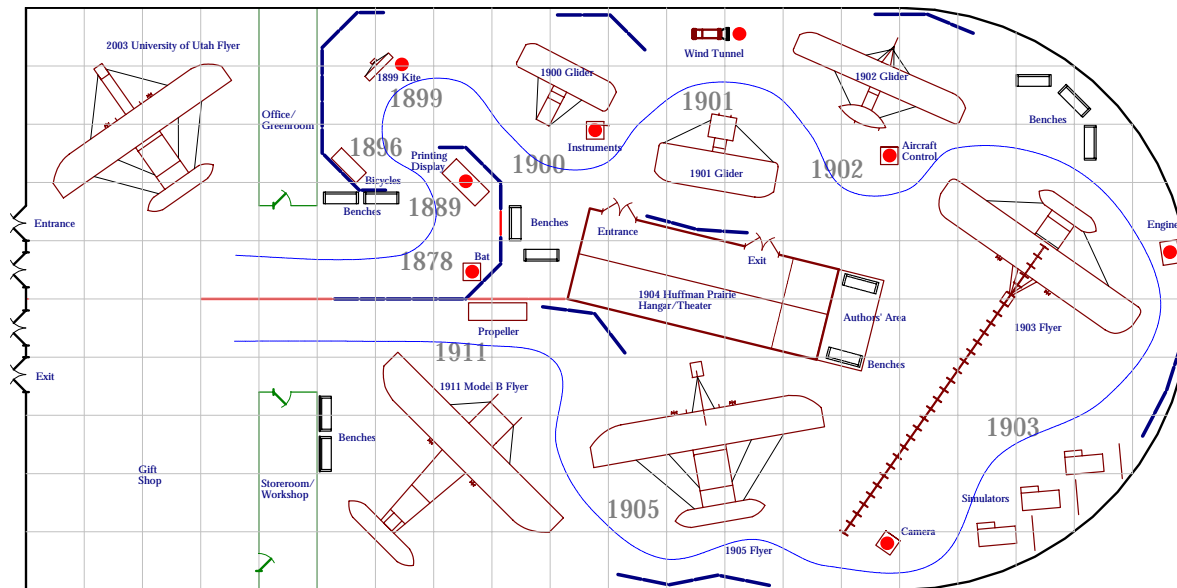 2003 University of Utah Flyer
1899 Kite
1899
1900 Glider
Wind Tunnel
1902 Glider
1901
Benches
Office/
Greenroom
1896
Printing
Display
Instruments
1900
Aircraft
Control
1902
1901 Glider
Bicycles
Benches
1889
Benches
Entrance
Entrance
Engine
1878
Bat
Exit
1904 Huffman Prairie
Hangar/Theater
Authors' Area
1903 Flyer
Propeller
1911
Benches
Exit
1911 Model B Flyer
Benches
1903
Gift
Shop
Storeroom/
Workshop
Simulators
1905
Camera
1905 Flyer